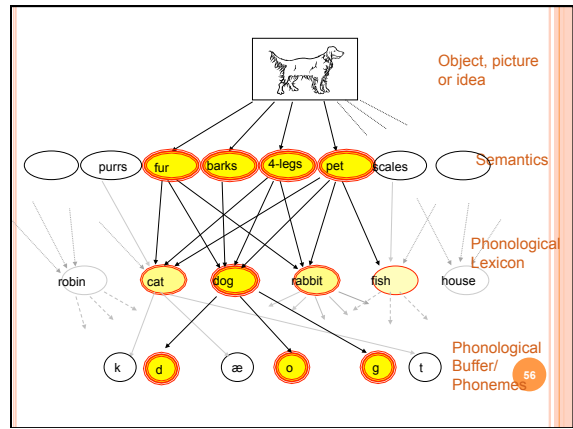 Object, picture
or idea
purrs
fur
barks
4-legs
pet
scales
Semantics
Phonological
Lexicon
robin
cat
dog
rabbit
fish
house
Phonological
Buffer/
Phonemes
k
d
æ
o
g
t
56